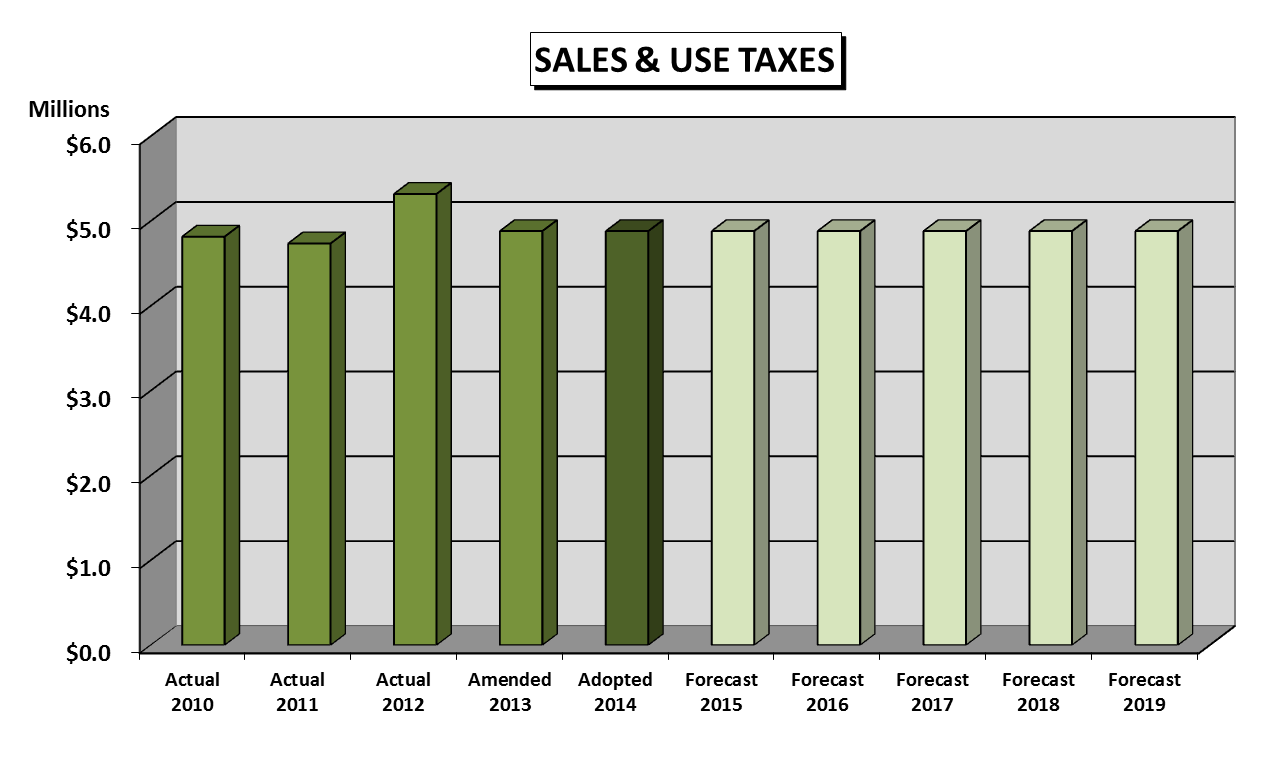 SALES & USE TAXES
Millions
$6.0
$5.0
$4.0
$3.0
$2.0
$1.0
$0.0
Actual Actual Actual Amended Adopted Forecast Forecast Forecast Forecast Forecast
2010 2011 2012 2013 2014 2015 2016 2017 2018 2019